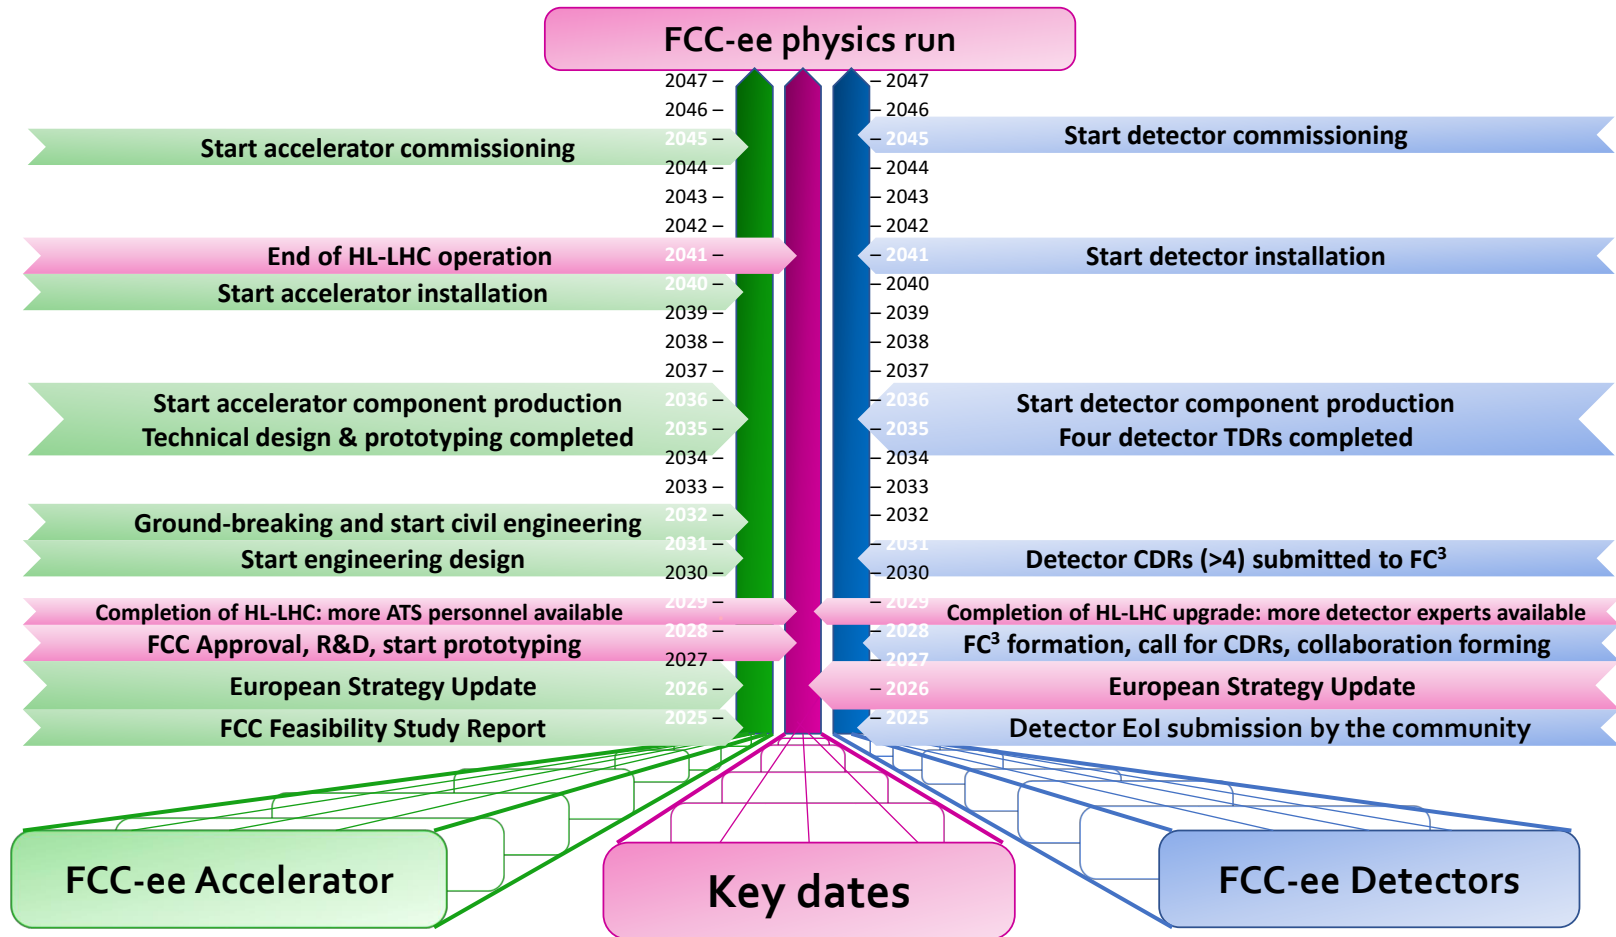 FCC-ee physics run
2047 – – 2047
2046 – – 2046
Start accelerator commissioning 2045 – – 2045 Start detector commissioning
2044 – – 2044
2043 – – 2043
2042 – – 2042
End of HL-LHC operation 2041 – – 2041 Start detector installation
Start accelerator installation 2040 – – 2040
2039 – – 2039
2038 – – 2038
2037 – – 2037
Start accelerator component production 2036 – – 2036 Start detector component production
Technical design & prototyping completed 2035 – – 2035 Four detector TDRs completed
2034 – – 2034
2033 – – 2033
Ground-breaking and start civil engineering 2032 – – 2032
2031 – – 2031
Start engineering design 2030 – – 2030 Detector CDRs (>4) submitted to FC³
Completion of HL-LHC: more ATS personnel available 2029 – – 2029 Completion of HL-LHC upgrade: more detector experts available
FCC Approval, R&D, start prototyping 2028 – – 2028 FC³ formation, call for CDRs, collaboration forming
2027 – – 2027
European Strategy Update 2026 – – 2026 European Strategy Update
FCC Feasibility Study Report 2025 – – 2025 Detector EoI submission by the community
FCC-ee Accelerator
Key dates
FCC-ee Detectors